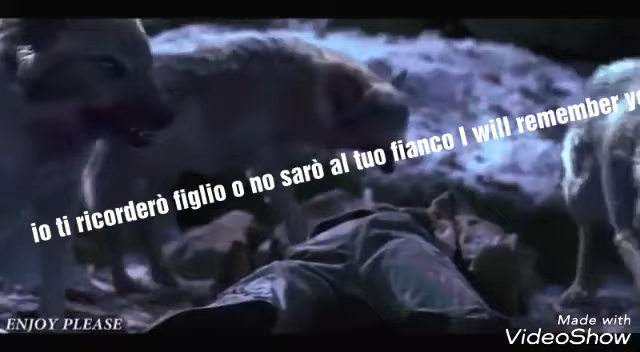 io ti ricorderò figlio o no sarò al tuo fianco I will remember
ENJOY PLEASE
Made with
VideoShow